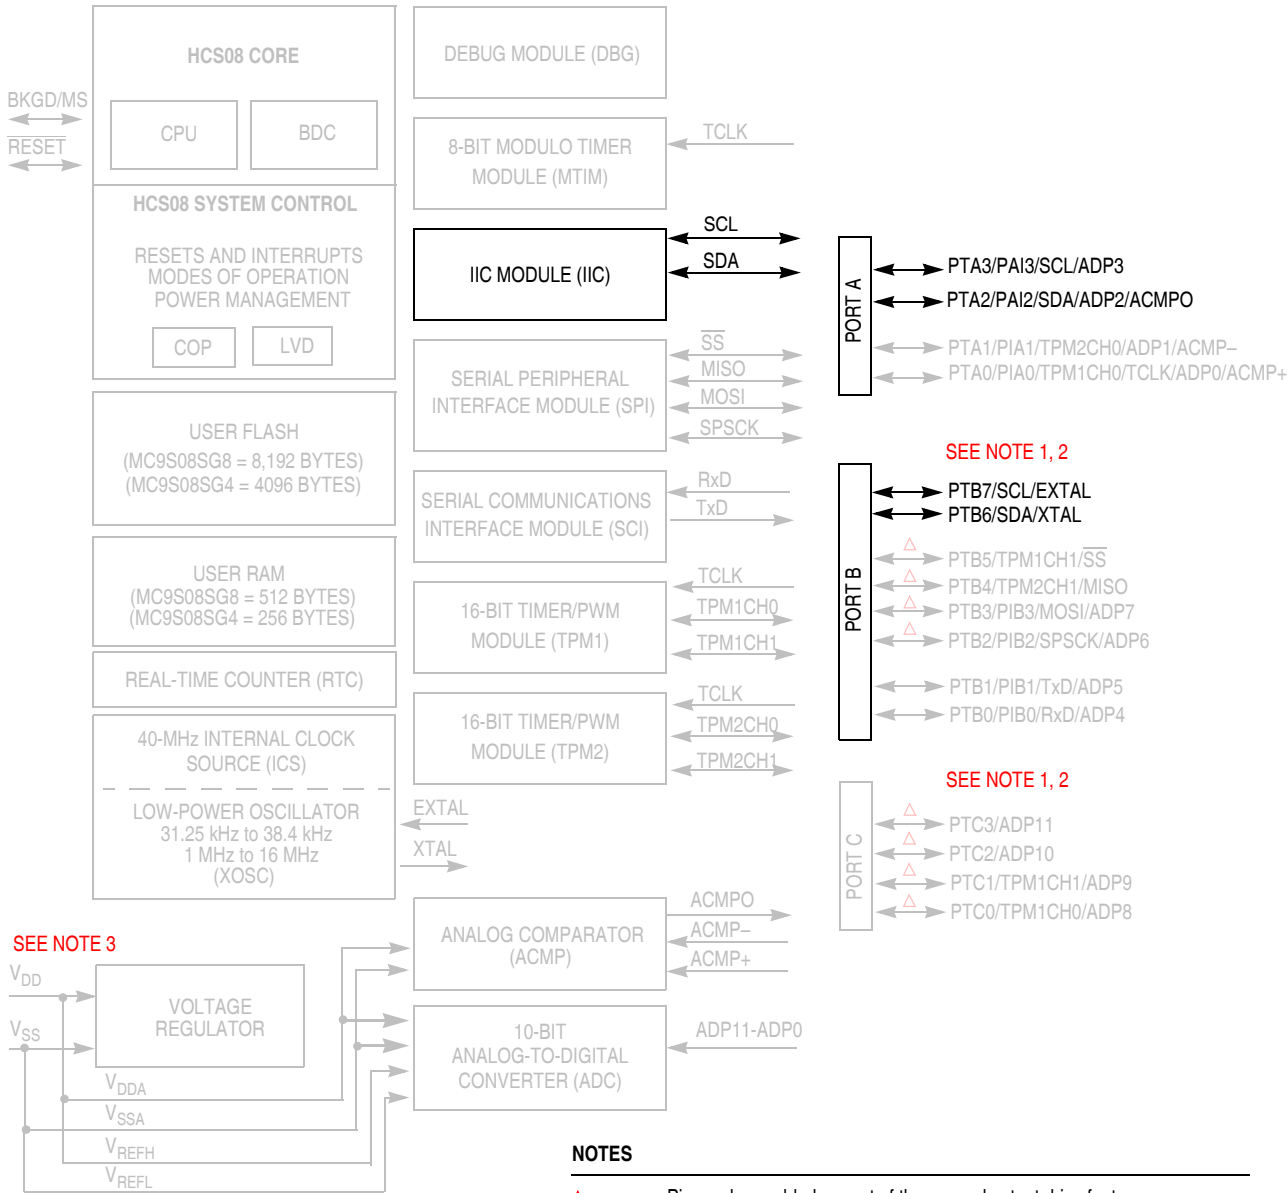 HCS08 CORE
BKGD/MS
RESET
CPU
BDC
HCS08 SYSTEM CONTROL
RESETS AND INTERRUPTS
MODES OF OPERATION
POWER MANAGEMENT
COP
LVD
USER FLASH
(MC9S08SG8 = 8,192 BYTES)
(MC9S08SG4 = 4096 BYTES)
USER RAM
(MC9S08SG8 = 512 BYTES)
(MC9S08SG4 = 256 BYTES)
REAL-TIME COUNTER (RTC)
40-MHz INTERNAL CLOCK
SOURCE (ICS)
LOW-POWER OSCILLATOR
31.25 kHz to 38.4 kHz
1 MHz to 16 MHz
(XOSC)
EXTAL
XTAL
SEE NOTE 3
VDD
VSS
VOLTAGE
REGULATOR
VDDA
VSSA
VREFH
VREFL
DEBUG MODULE (DBG)
8-BIT MODULO TIMER
MODULE (MTIM)
TCLK
IIC MODULE (IIC)
SCL
SDA
SERIAL PERIPHERAL
INTERFACE MODULE (SPI)
SS
MISO
MOSI
SPSCK
SERIAL COMMUNICATIONS
INTERFACE MODULE (SCI)
RxD
TxD
16-BIT TIMER/PWM
MODULE (TPM1)
TCLK
TPM1CH0
TPM1CH1
16-BIT TIMER/PWM
MODULE (TPM2)
TCLK
TPM2CH0
TPM2CH1
ANALOG COMPARATOR
(ACMP)
ACMPO
ACMP–
ACMP+
10-BIT
ANALOG-TO-DIGITAL
CONVERTER (ADC)
ADP11-ADP0
PORT A
PTA3/PAI3/SCL/ADP3
PTA2/PAI2/SDA/ADP2/ACMPO
PTA1/PIA1/TPM2CH0/ADP1/ACMP–
PTA0/PIA0/TPM1CH0/TCLK/ADP0/ACMP+
SEE NOTE 1, 2
PORT B
PTB7/SCL/EXTAL
PTB6/SDA/XTAL
PTB5/TPM1CH1/SS
PTB4/TPM2CH1/MISO
PTB3/PIB3/MOSI/ADP7
PTB2/PIB2/SPSCK/ADP6
PTB1/PIB1/TxD/ADP5
PTB0/PIB0/RxD/ADP4
SEE NOTE 1, 2
PORT C
PTC3/ADP11
PTC2/ADP10
PTC1/TPM1CH1/ADP9
PTC0/TPM1CH0/ADP8
NOTES